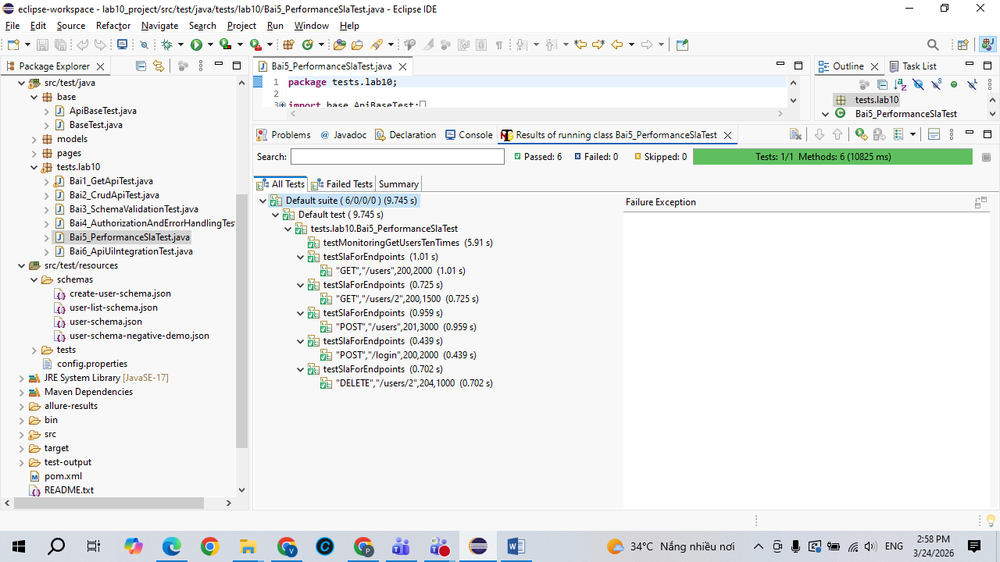 eclipse-workspace - lab10_project/src/test/java/tests/lab10/Bai5_PerformanceSlaTest.java - Eclipse IDE
File Edit Source Refactor Navigate Search Project Run Window Help
Package Explorer
src/test/java
base
ApiBaseTest.java
BaseTest.java
models
pages
tests.lab10
Bai1_GetApiTest.java
Bai2_CrudApiTest.java
Bai3_SchemaValidationTest.java
Bai4_AuthorizationAndErrorHandlingTest
Bai5_PerformanceSlaTest.java
Bai6_ApiUiIntegrationTest.java
src/test/resources
schemas
create-user-schema.json
user-list-schema.json
user-schema.json
user-schema-negative-demo.json
tests
config.properties
JRE System Library [JavaSE-17]
Maven Dependencies
allure-results
bin
src
target
test-output
pom.xml
README.txt
Bai5_PerformanceSlaTest.java
1 package tests.lab10;
2
3 import base.ApiBaseTest;
Outline Task List
tests.lab10
Bai5_PerformanceSlaTest
Problems Javadoc Declaration Console Results of running class Bai5_PerformanceSlaTest
Search: Passed: 6 Failed: 0 Skipped: 0 Tests: 1/1 Methods: 6 (10825 ms)
All Tests Failed Tests Summary
Default suite ( 6/0/0/0 ) (9.745 s)
Default test ( 9.745 s)
tests.lab10.Bai5_PerformanceSlaTest
testMonitoringGetUsersTenTimes (5.91 s)
testSlaForEndpoints (1.01 s)
"GET","/users",200,2000 (1.01 s)
testSlaForEndpoints (0.725 s)
"GET","/users/2",200,1500 (0.725 s)
testSlaForEndpoints (0.959 s)
"POST","/users",201,3000 (0.959 s)
testSlaForEndpoints (0.439 s)
"POST","/login",200,2000 (0.439 s)
testSlaForEndpoints (0.702 s)
"DELETE","/users/2",204,1000 (0.702 s)
Failure Exception
34°C Nắng nhiều nơi
ENG
2:58 PM
3/24/2026